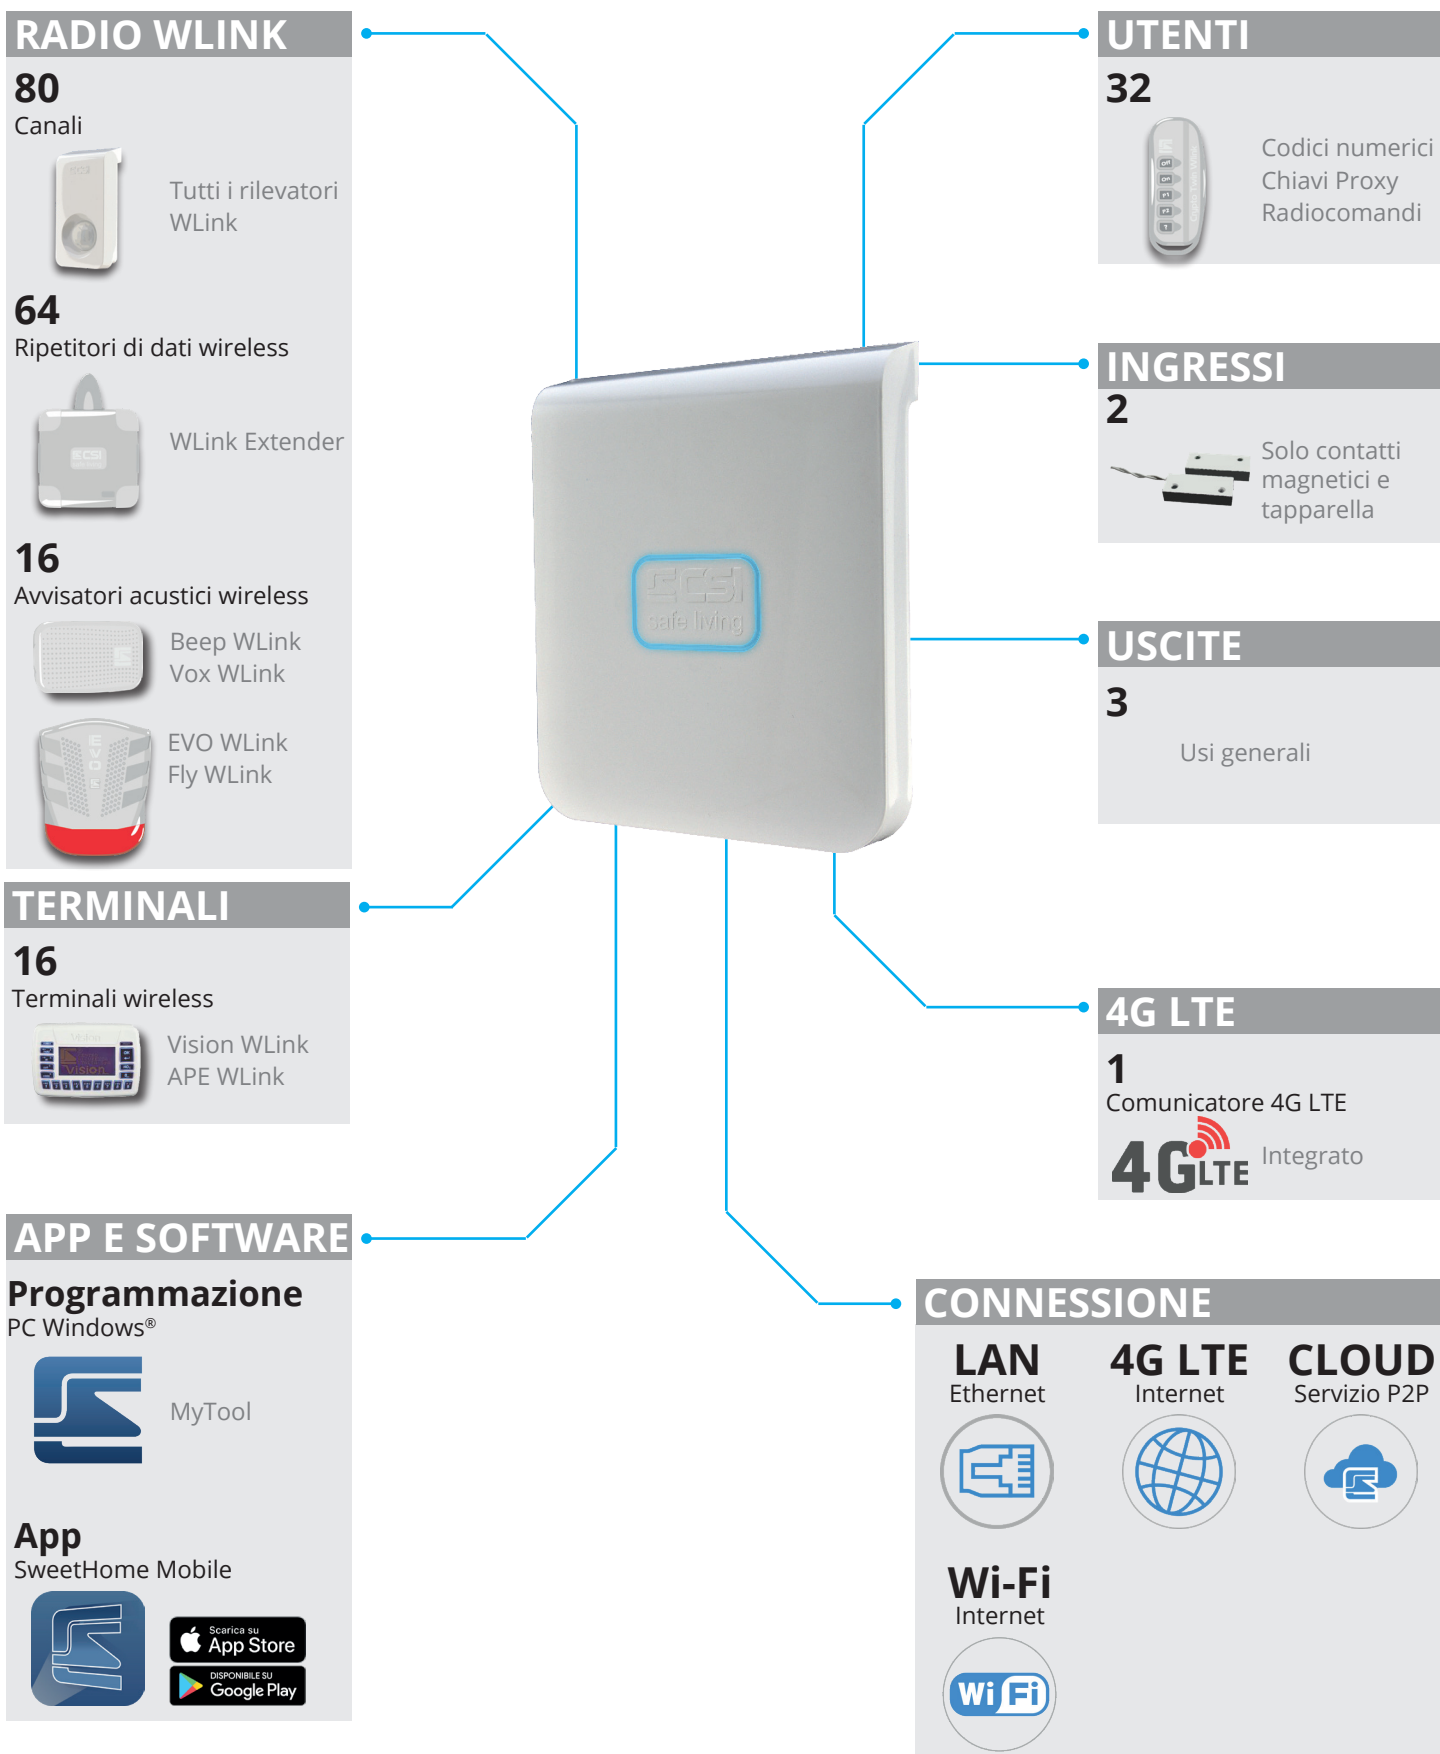 RADIO WLINK
80
Canali
Tutti i rilevatori
WLink
64
Ripetitori di dati wireless
WLink Extender
16
Avvisatori acustici wireless
Beep WLink
Vox WLink
EVO WLink
Fly WLink
TERMINALI
16
Terminali wireless
Vision WLink
APE WLink
APP E SOFTWARE
Programmazione
PC Windows®
MyTool
App
SweetHome Mobile
Scarica su
App Store
DISPONIBILE SU
Google Play
CSI
safe living
UTENTI
32
Codici numerici
Chiavi Proxy
Radiocomandi
INGRESSI
2
Solo contatti
magnetici e
tapparella
USCITE
3
Usi generali
4G LTE
1
Comunicatore 4G LTE
4G LTE
Integrato
CONNESSIONE
LAN
Ethernet
4G LTE
Internet
CLOUD
Servizio P2P
Wi-Fi
Internet
Wi Fi